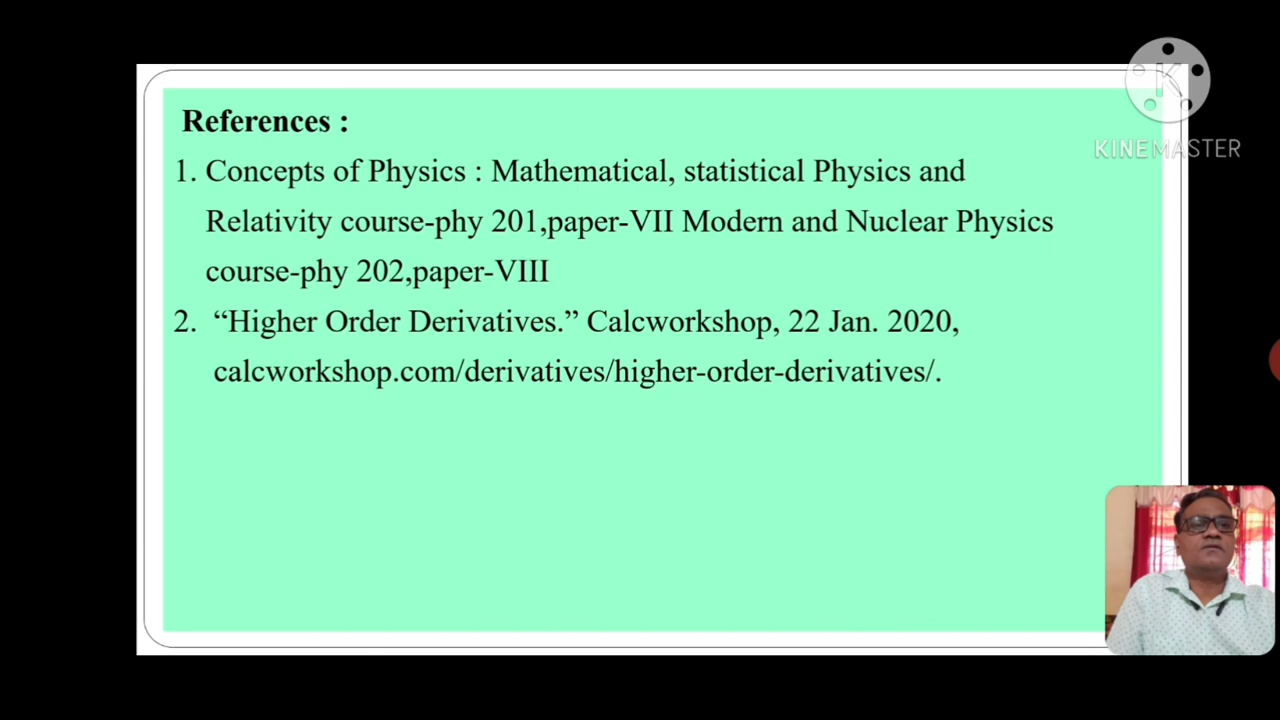 References :
1. Concepts of Physics : Mathematical, statistical Physics and
Relativity course-phy 201,paper-VII Modern and Nuclear Physics
course-phy 202,paper-VIII
2. “Higher Order Derivatives.” Calcworkshop, 22 Jan. 2020,
calcworkshop.com/derivatives/higher-order-derivatives/.
K
KINEMASTER